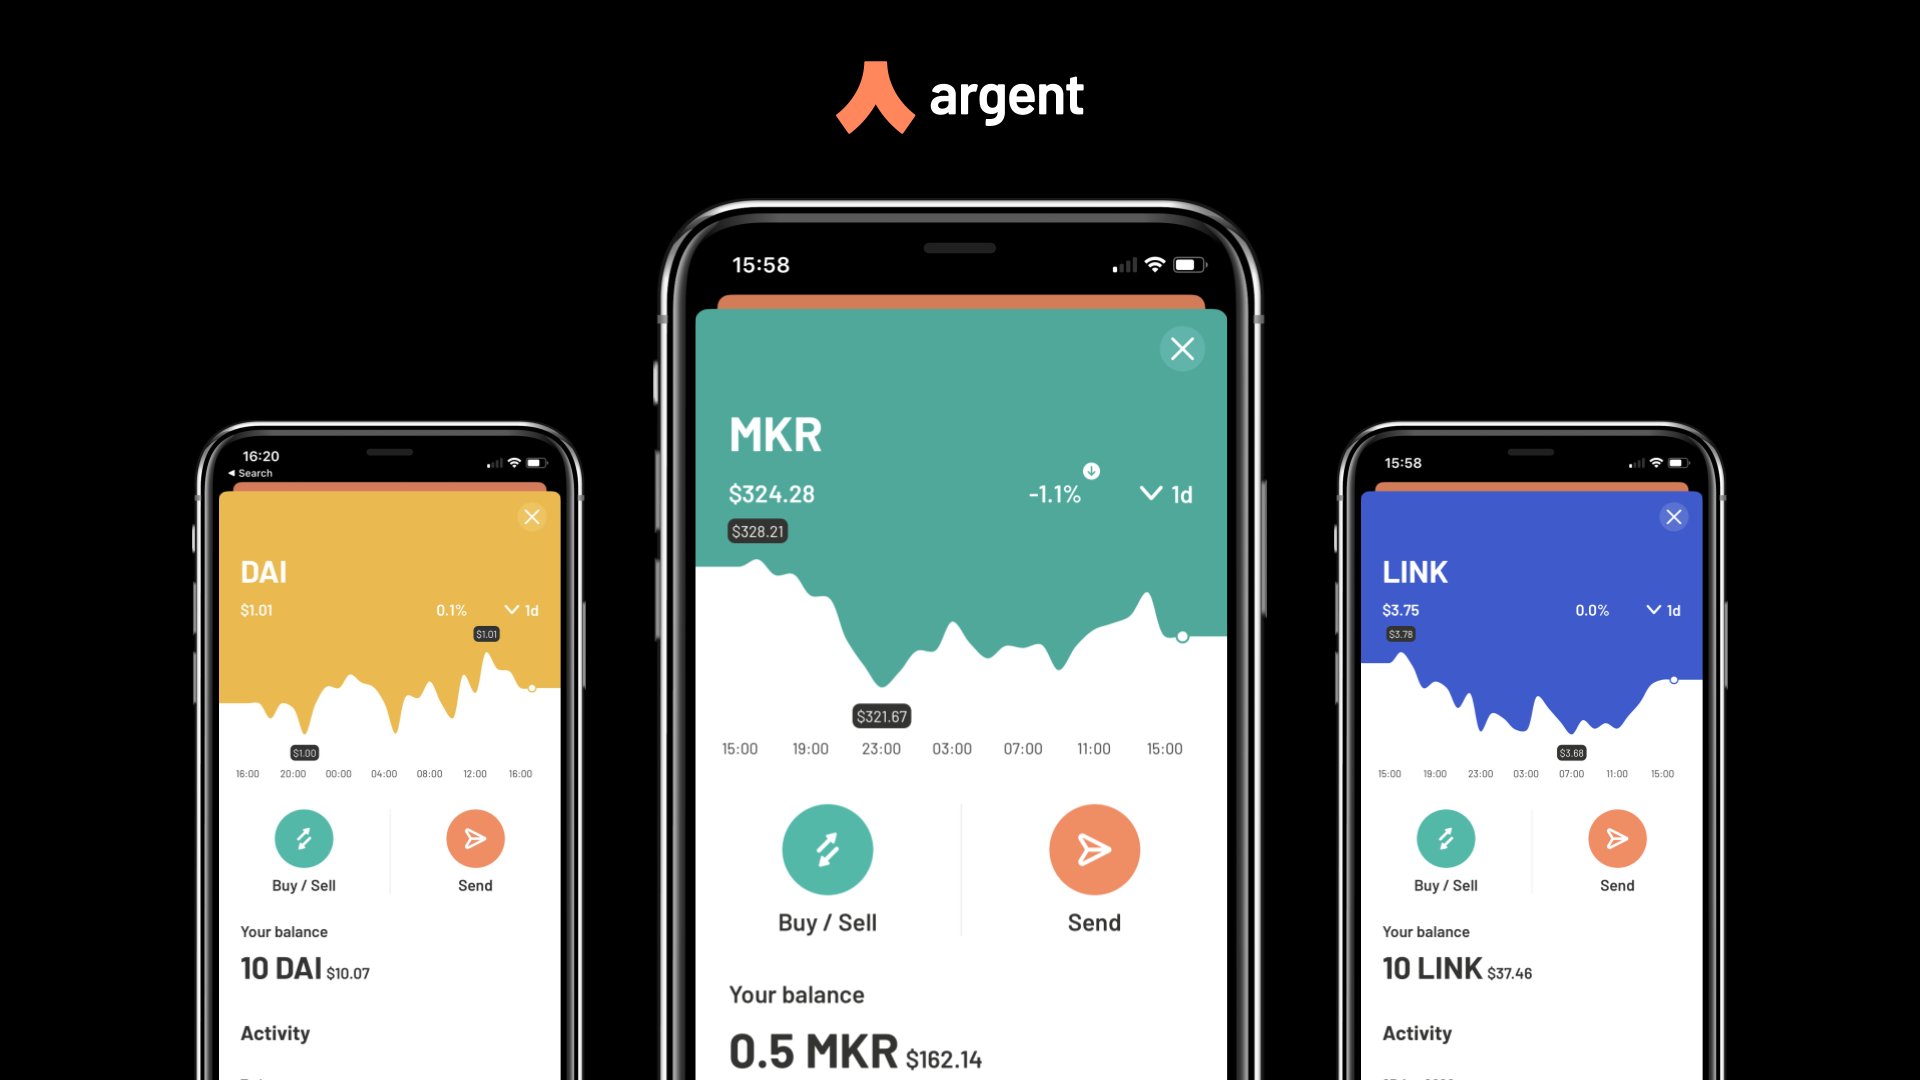 argent
16:20
Search
DAI
$1.01
0.1%
1d
$1.01
$1.00
16:00 20:00 00:00 04:00 08:00 12:00 16:00
Buy / Sell
Send
Your balance
10 DAI $10.07
Activity
15:58
MKR
$324.28
-1.1%
1d
$328.21
$321.67
15:00 19:00 23:00 03:00 07:00 11:00 15:00
Buy / Sell
Send
Your balance
0.5 MKR $162.14
15:58
LINK
$3.75
0.0%
1d
$3.78
$3.68
15:00 19:00 23:00 03:00 07:00 11:00 15:00
Buy / Sell
Send
Your balance
10 LINK $37.46
Activity